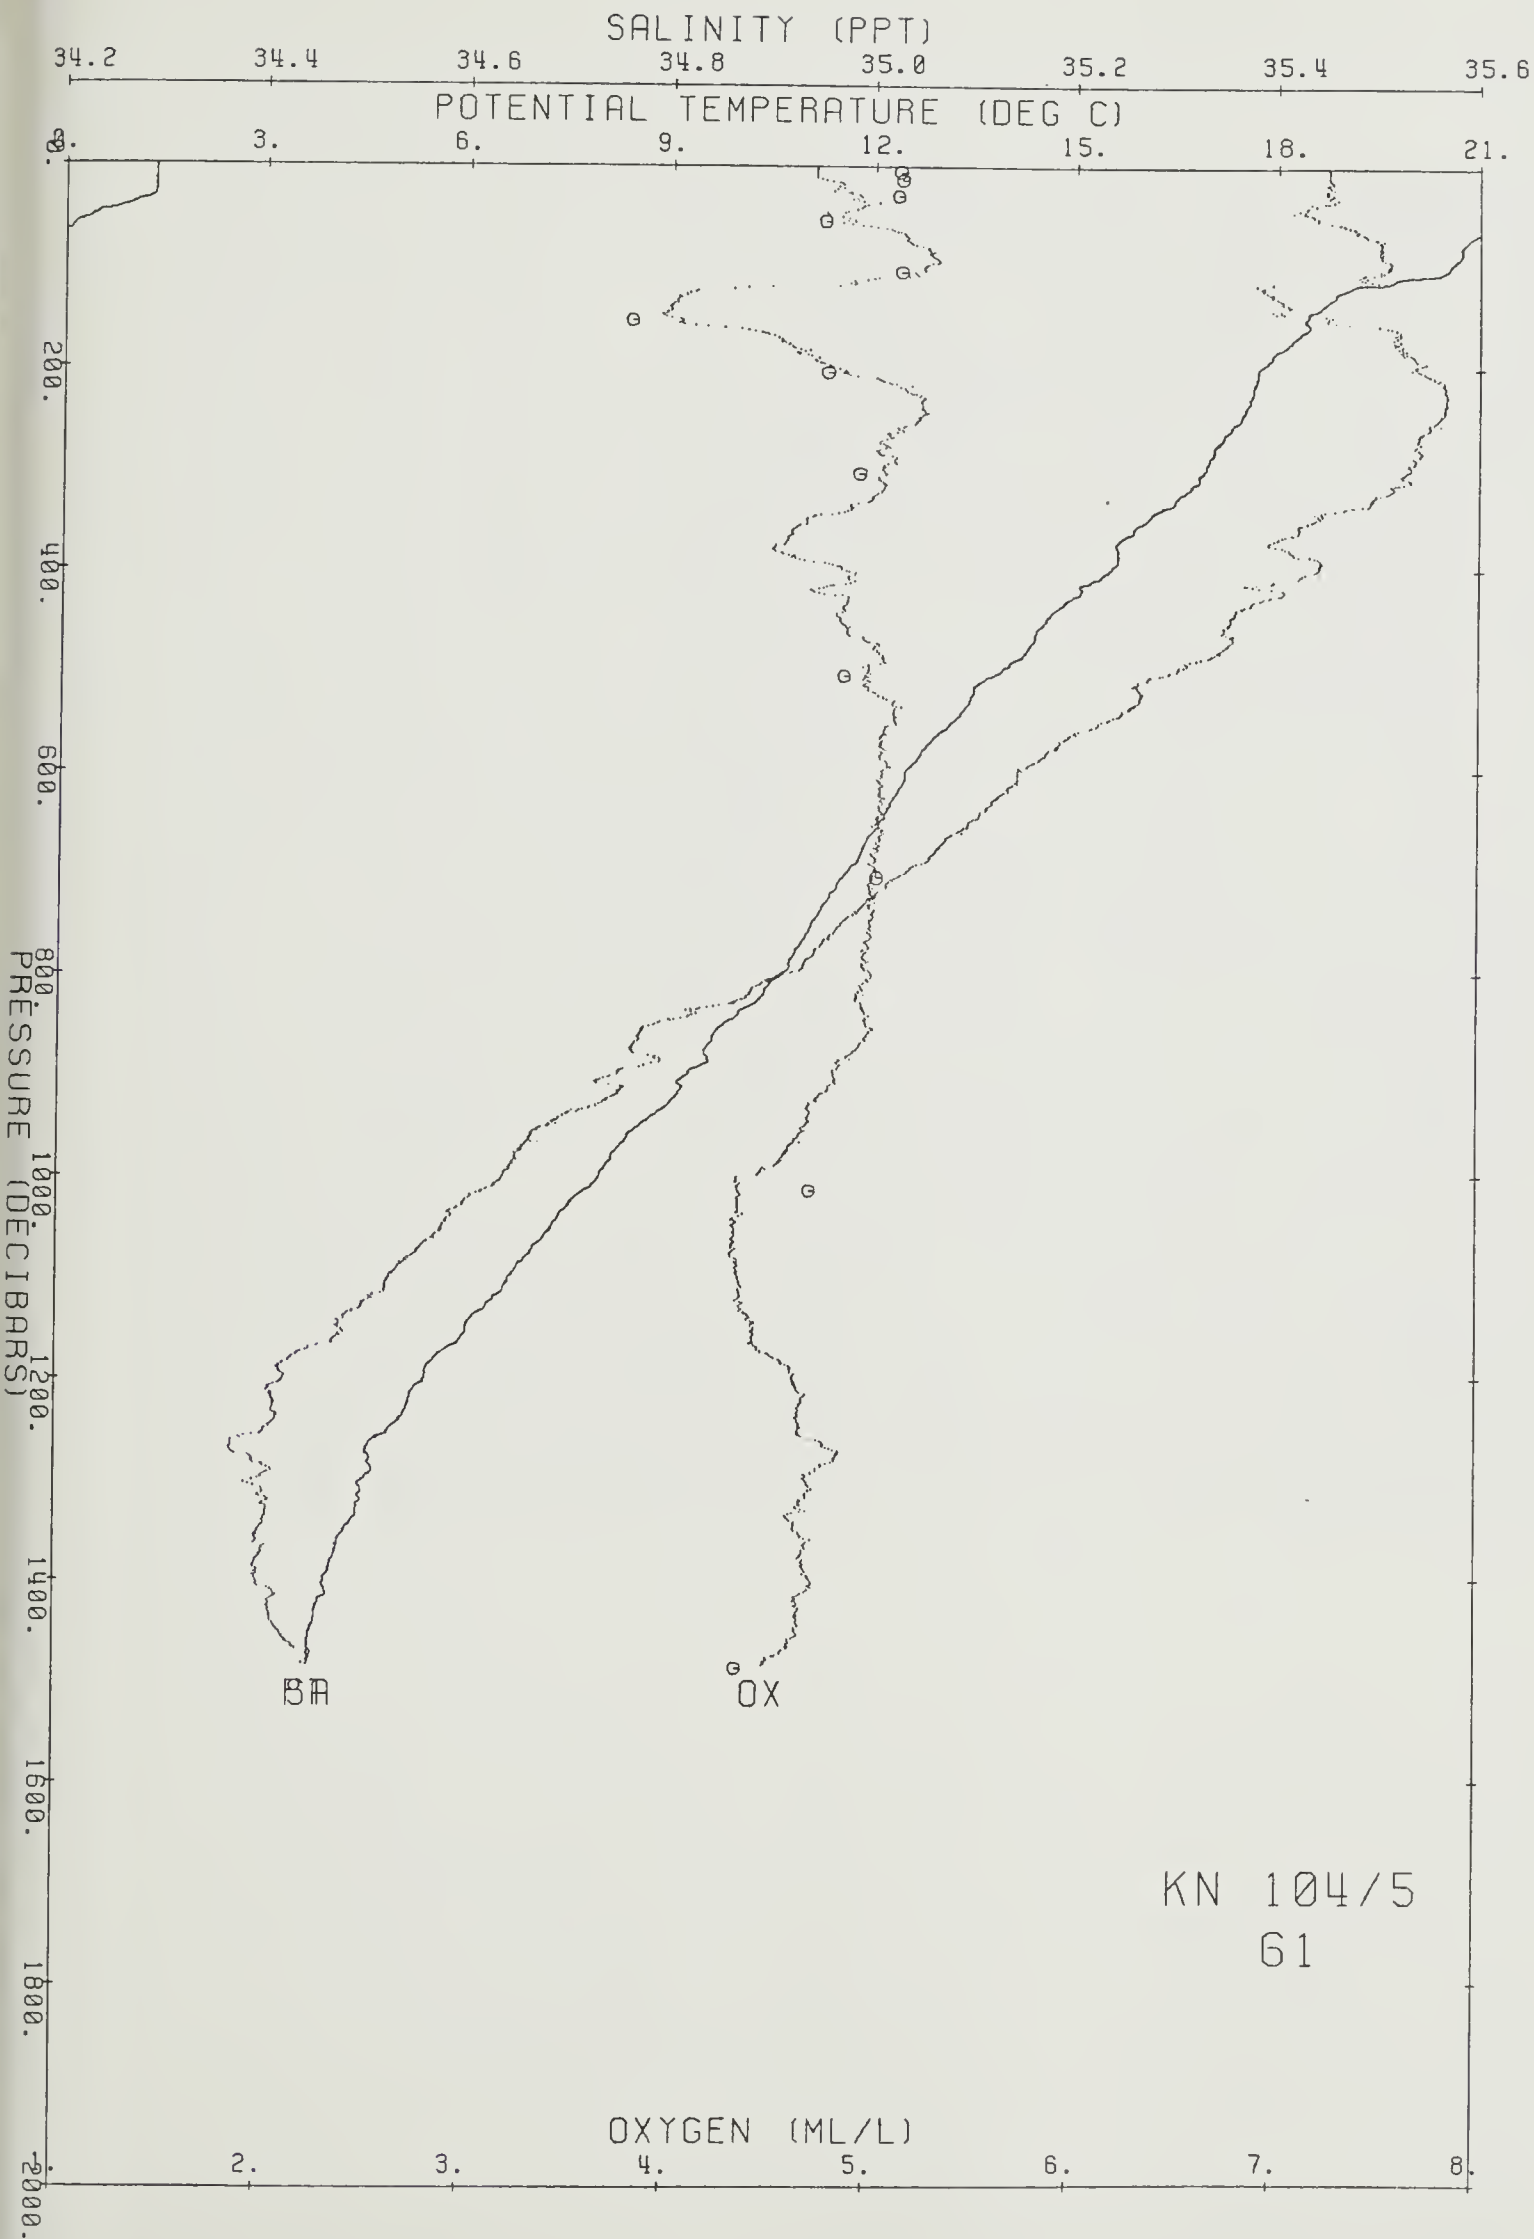 SALINITY (PPT)
34.2 34.4 34.6 34.8 35.0 35.2 35.4 35.6
POTENTIAL TEMPERATURE (DEG C)
0. 3. 6. 9. 12. 15. 18. 21.
0. 200. 400. 600. 800. 1000. 1200. 1400. 1600. 1800. 2000.
PRESSURE (DECIBARS)
OX
KN 104/5
61
OXYGEN (ML/L)
2. 3. 4. 5. 6. 7. 8.